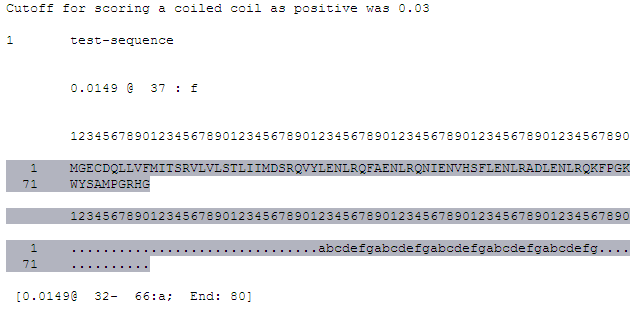 Cutoff for scoring a coiled coil as positive was 0.03
1 test-sequence
0.0149 @ 37 : f
1234567890123456789012345678901234567890123456789012345678901234567890
1 MGECDQLLVFMITSRVLVLSTLIIMDSRQVYLENLRQFAENLRQNIENVHSFLENLRADLENLRQKFPGK
71 WYSAMPGRHG
1234567890123456789012345678901234567890123456789012345678901234567890
1 ...............................abcdefgabcdefgabcdefgabcdefgabcdefg....
71 ..........
[0.0149@ 32- 66:a; End: 80]